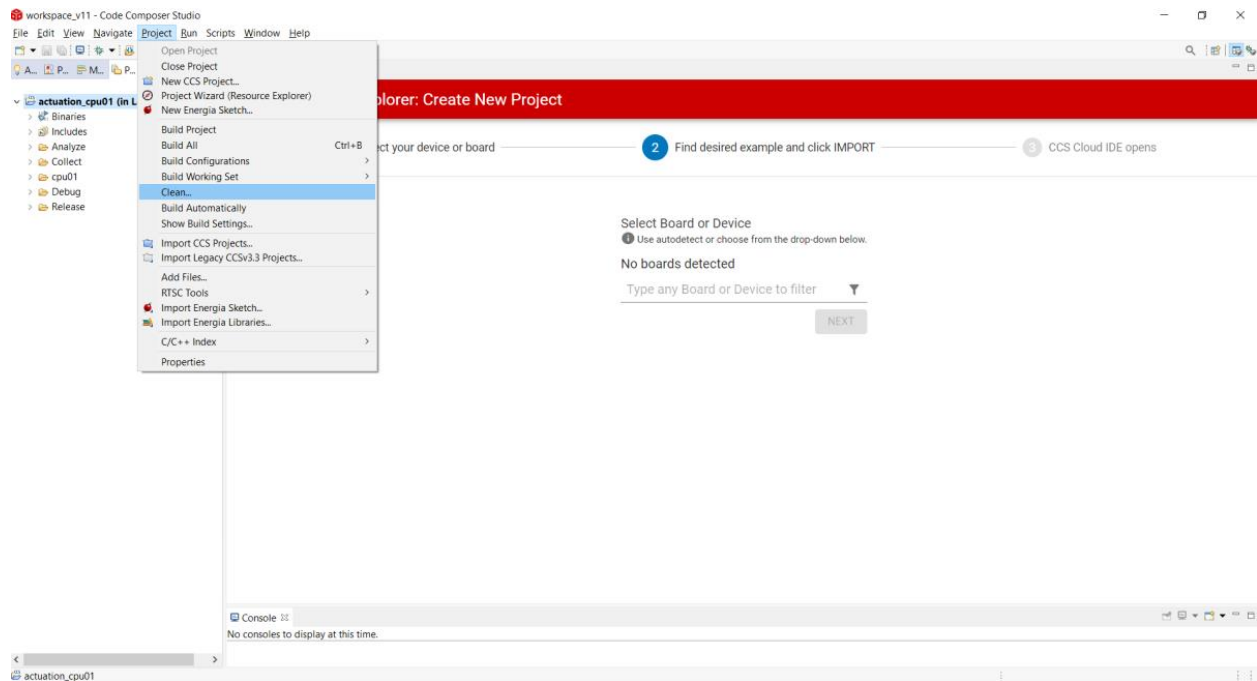 workspace_v11 - Code Composer Studio
File Edit View Navigate Project Run Scripts Window Help
A... P... M... P...
actuation_cpu01 (in L
Binaries
Includes
Analyze
Collect
cpu01
Debug
Release
Open Project
Close Project
New CCS Project...
Project Wizard (Resource Explorer)
New Energia Sketch...
Build Project
Build All Ctrl+B
Build Configurations >
Build Working Set >
Clean...
Build Automatically
Show Build Settings...
Import CCS Projects...
Import Legacy CCSv3.3 Projects...
Add Files...
RTSC Tools >
Import Energia Sketch...
Import Energia Libraries...
C/C++ Index >
Properties
plorer: Create New Project
ct your device or board 2 Find desired example and click IMPORT 3 CCS Cloud IDE opens
Select Board or Device
Use autodetect or choose from the drop-down below.
No boards detected
Type any Board or Device to filter
NEXT
Console
No consoles to display at this time.
actuation_cpu01